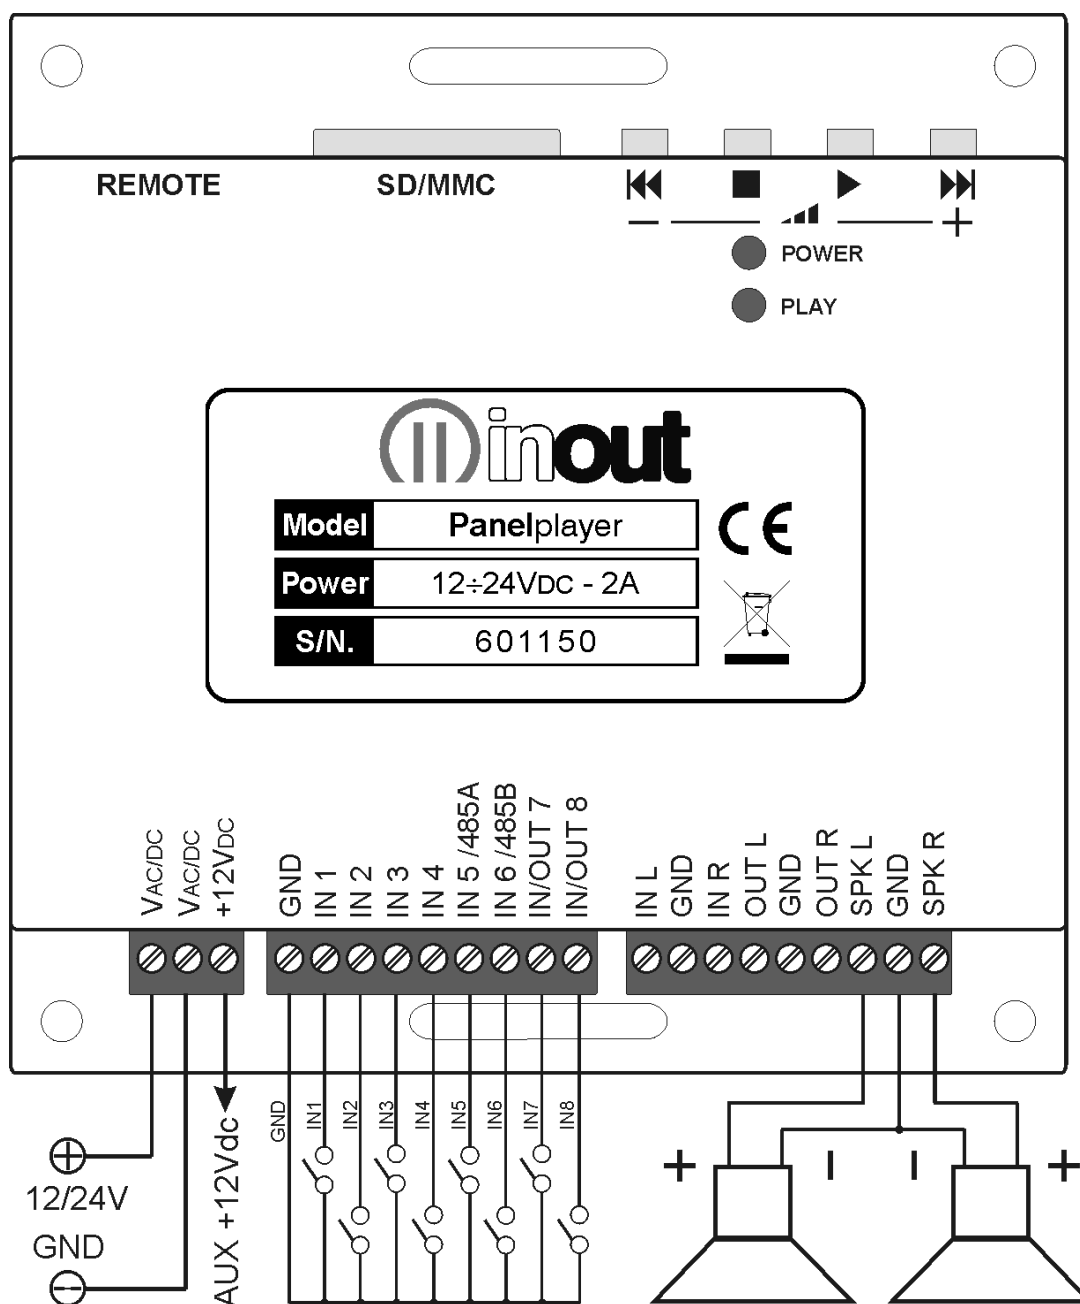 REMOTE
SD/MMC
− +
POWER
PLAY
inout
Model Panelplayer
CE
Power 12÷24VDC - 2A
S/N. 601150
VAC/DC
VAC/DC
+12VDC
GND
IN 1
IN 2
IN 3
IN 4
IN 5 /485A
IN 6 /485B
IN/OUT 7
IN/OUT 8
IN L
GND
IN R
OUT L
GND
OUT R
SPK L
GND
SPK R
GND
IN1
IN2
IN3
IN4
IN5
IN6
IN7
IN8
+
12/24V
GND
−
AUX +12Vdc
+
−
−
+